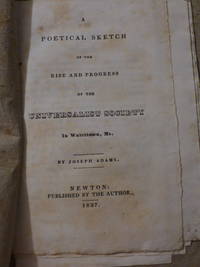 A
POETICAL SKETCH
OF THE
RISE AND PROGRESS
OF THE
UNIVERSALIST SOCIETY
In Watertown, Ms.
BY JOSEPH ADAMS.
NEWTON:
PUBLISHED BY THE AUTHOR,
1827.